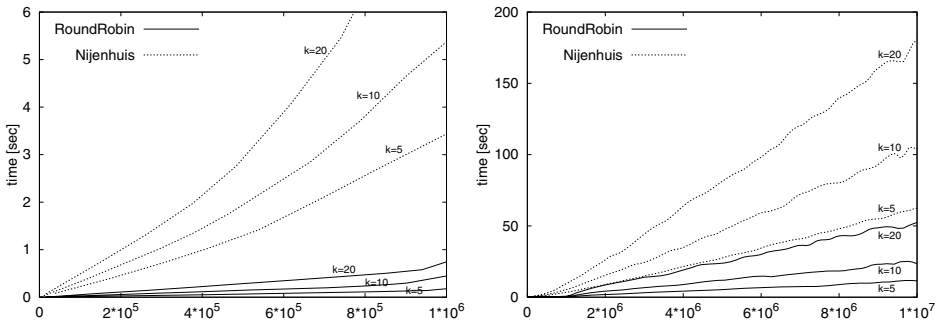 6
5
4
3
2
1
0
time [sec]
RoundRobin
Nijenhuis
k=20
k=10
k=5
k=20
k=10
k=5
0
2*10^5
4*10^5
6*10^5
8*10^5
1*10^6
200
150
100
50
0
time [sec]
RoundRobin
Nijenhuis
k=20
k=10
k=5
k=20
k=10
k=5
0
2*10^6
4*10^6
6*10^6
8*10^6
1*10^7